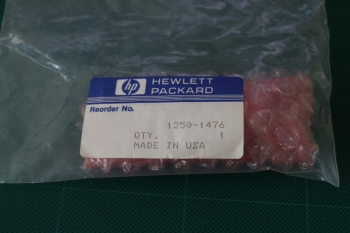 hp HEWLETT
PACKARD
Reorder No.
1250-1476
QTY. 1
MADE IN USA